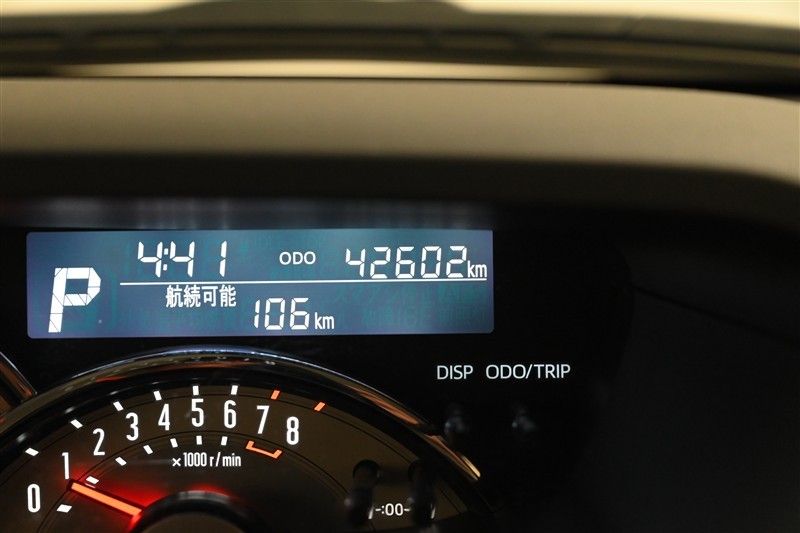 4:41 ODO 42602km
P
航続可能 106km
DISP ODO/TRIP
0 1 2 3 4 5 6 7 8
×1000 r/min
-:00-